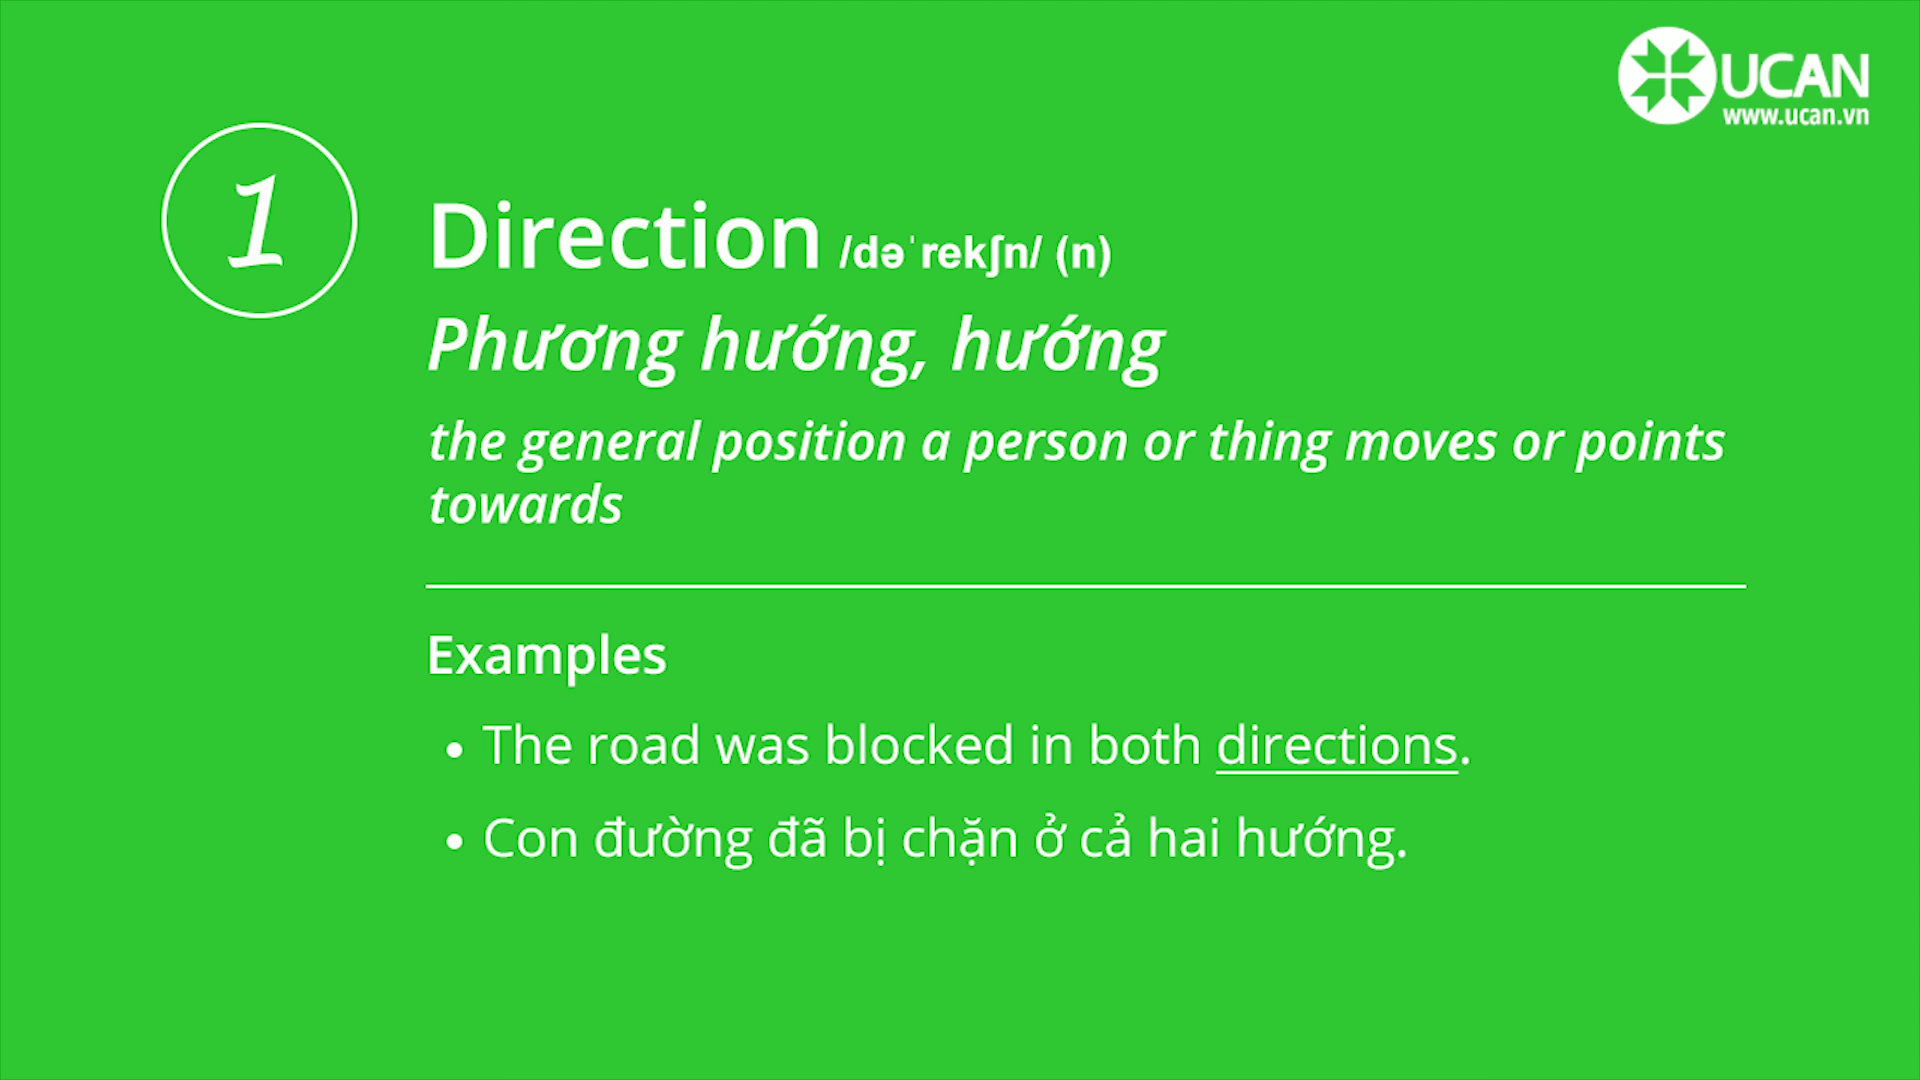 UCAN
www.ucan.vn
1
Direction /dəˈrekʃn/ (n)
Phương hướng, hướng
the general position a person or thing moves or points
towards
Examples
• The road was blocked in both directions.
• Con đường đã bị chặn ở cả hai hướng.